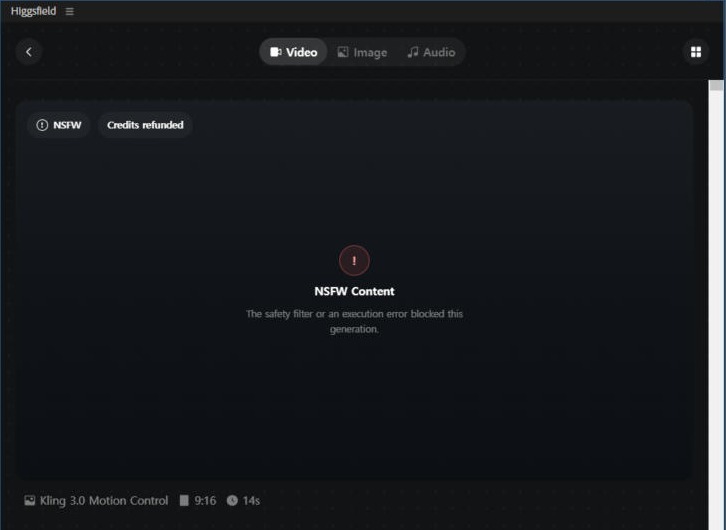 Higgsfield
Video Image Audio
NSFW Credits refunded
!
NSFW Content
The safety filter or an execution error blocked this
generation.
Kling 3.0 Motion Control 9:16 14s